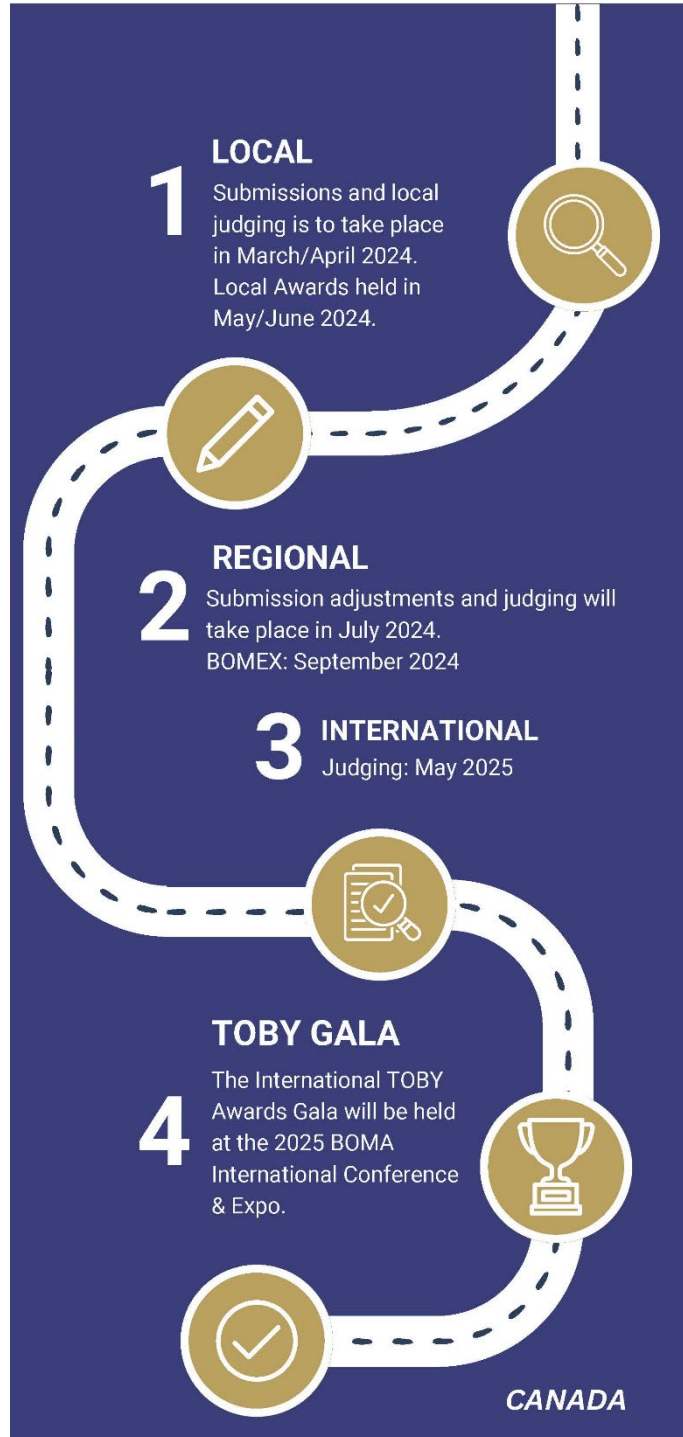 LOCAL
1
Submissions and local
judging is to take place
in March/April 2024.
Local Awards held in
May/June 2024.
REGIONAL
2
Submission adjustments and judging will
take place in July 2024.
BOMEX: September 2024
3
INTERNATIONAL
Judging: May 2025
TOBY GALA
4
The International TOBY
Awards Gala will be held
at the 2025 BOMA
International Conference
& Expo.
CANADA